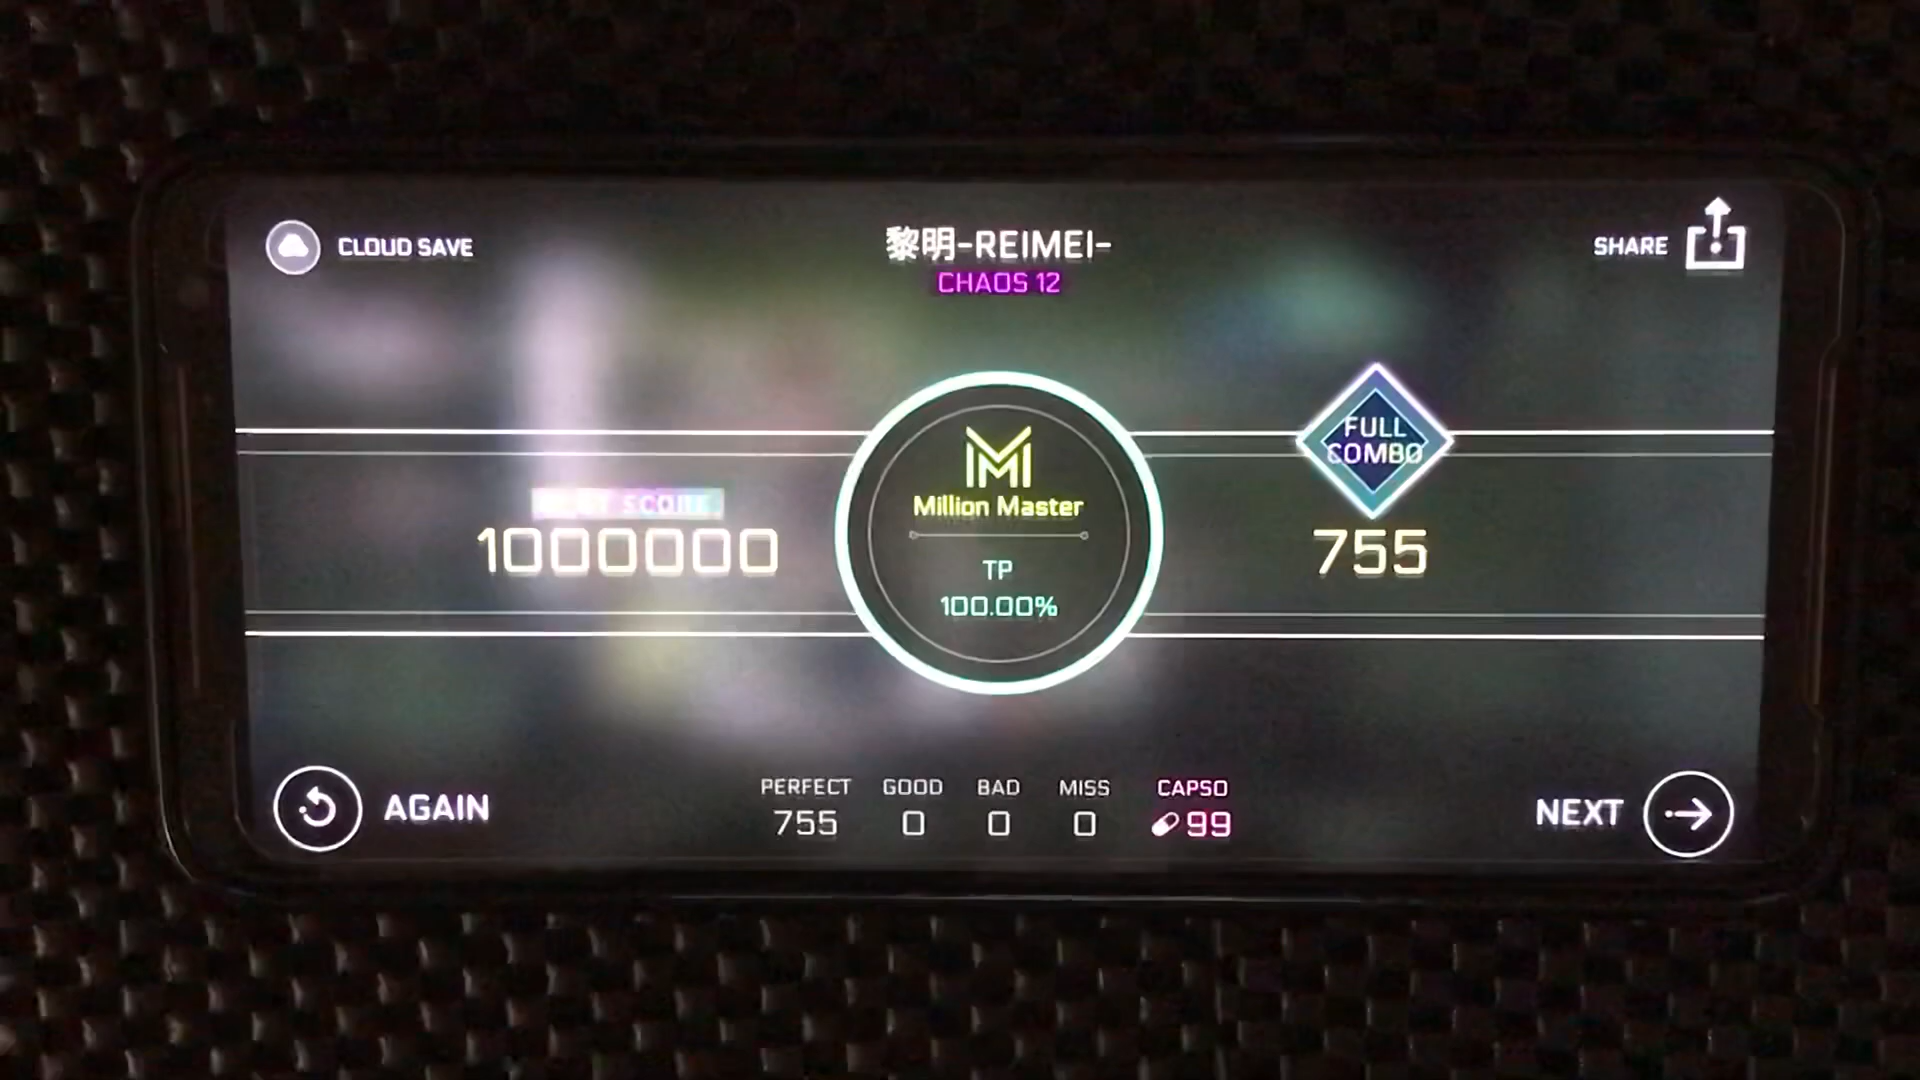 CLOUD SAVE
黎明-REIMEI-
CHAOS 12
SHARE
FULL
COMBO
Million Master
SCORE
1000000
755
TP
100.00%
AGAIN
PERFECT GOOD BAD MISS CAPSO
755 0 0 0 99
NEXT